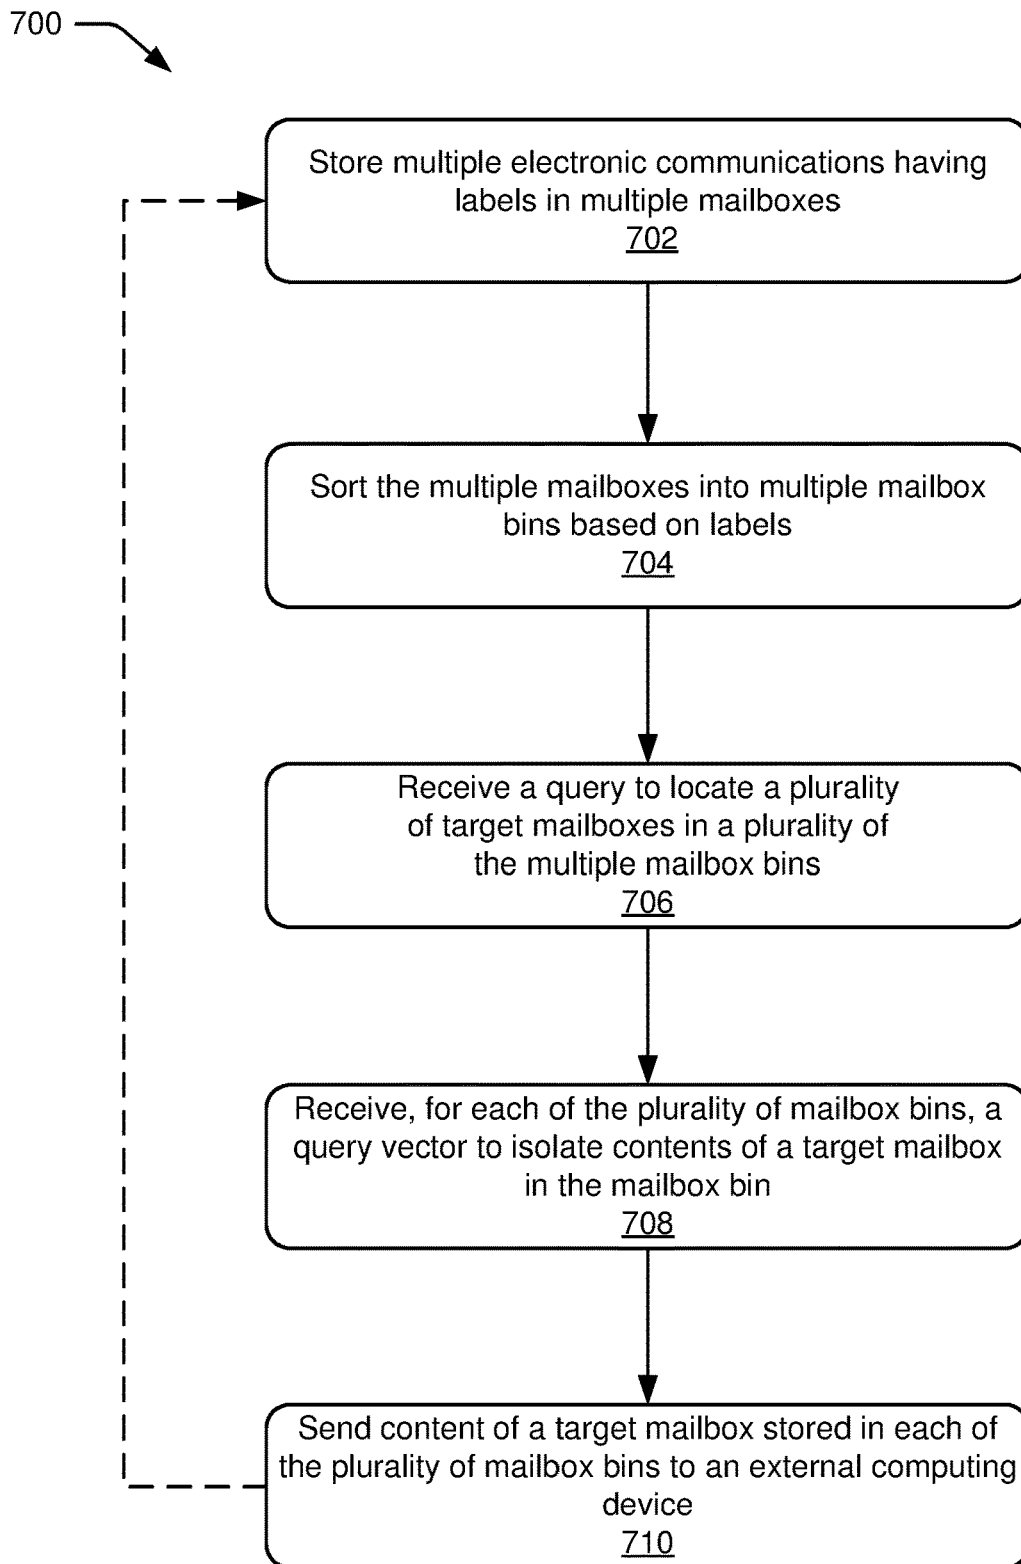 700
Store multiple electronic communications having
labels in multiple mailboxes
702
Sort the multiple mailboxes into multiple mailbox
bins based on labels
704
Receive a query to locate a plurality
of target mailboxes in a plurality of
the multiple mailbox bins
706
Receive, for each of the plurality of mailbox bins, a
query vector to isolate contents of a target mailbox
in the mailbox bin
708
Send content of a target mailbox stored in each of
the plurality of mailbox bins to an external computing
device
710